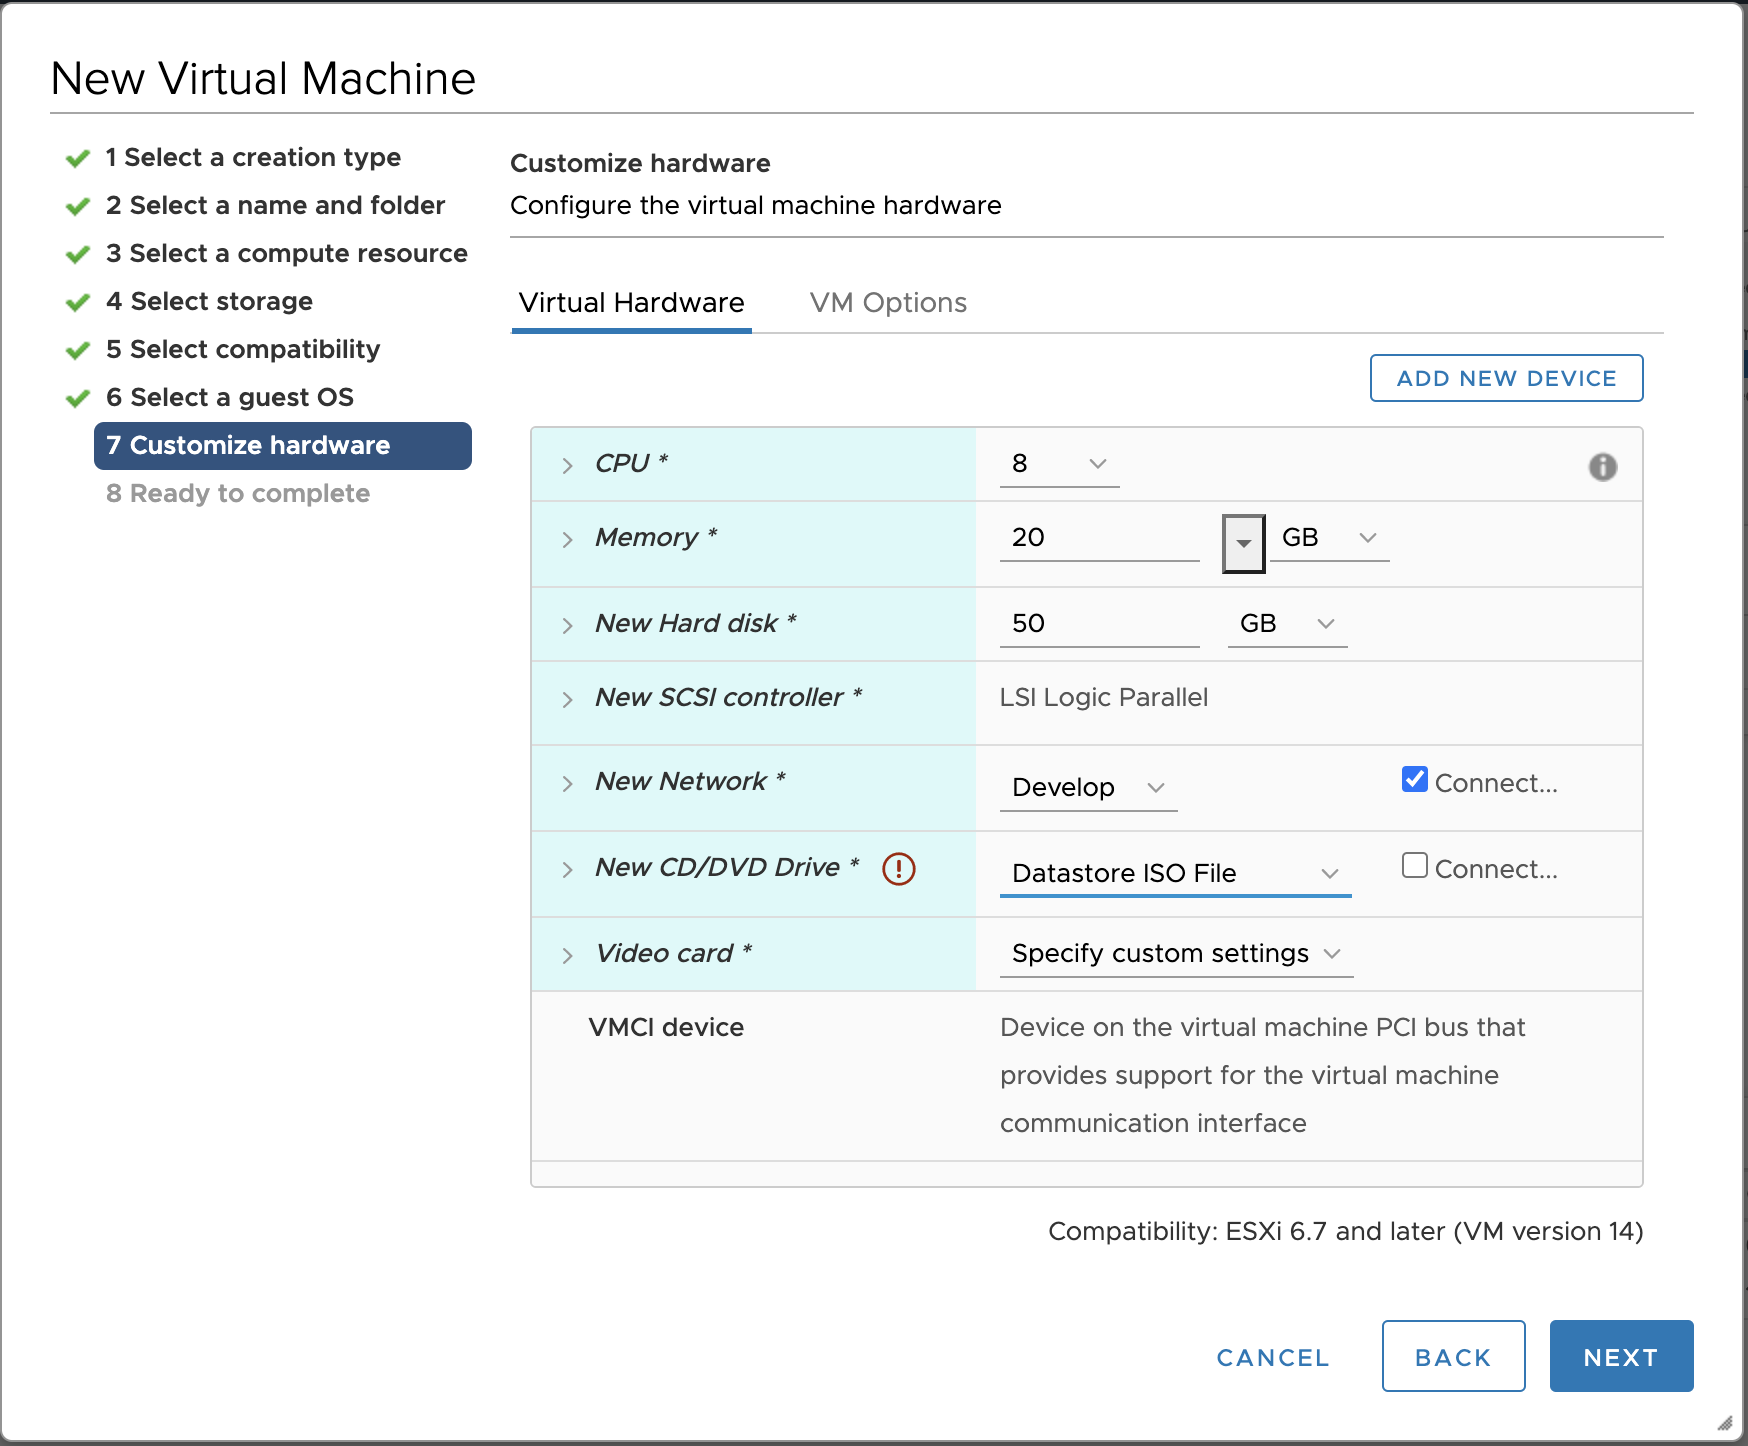 New Virtual Machine
1 Select a creation type
2 Select a name and folder
3 Select a compute resource
4 Select storage
5 Select compatibility
6 Select a guest OS
7 Customize hardware
8 Ready to complete
Customize hardware
Configure the virtual machine hardware
Virtual Hardware VM Options
ADD NEW DEVICE
CPU * 8
Memory * 20 GB
New Hard disk * 50 GB
New SCSI controller * LSI Logic Parallel
New Network * Develop Connect...
New CD/DVD Drive * Datastore ISO File Connect...
Video card * Specify custom settings
VMCI device Device on the virtual machine PCI bus that
provides support for the virtual machine
communication interface
Compatibility: ESXi 6.7 and later (VM version 14)
CANCEL BACK NEXT